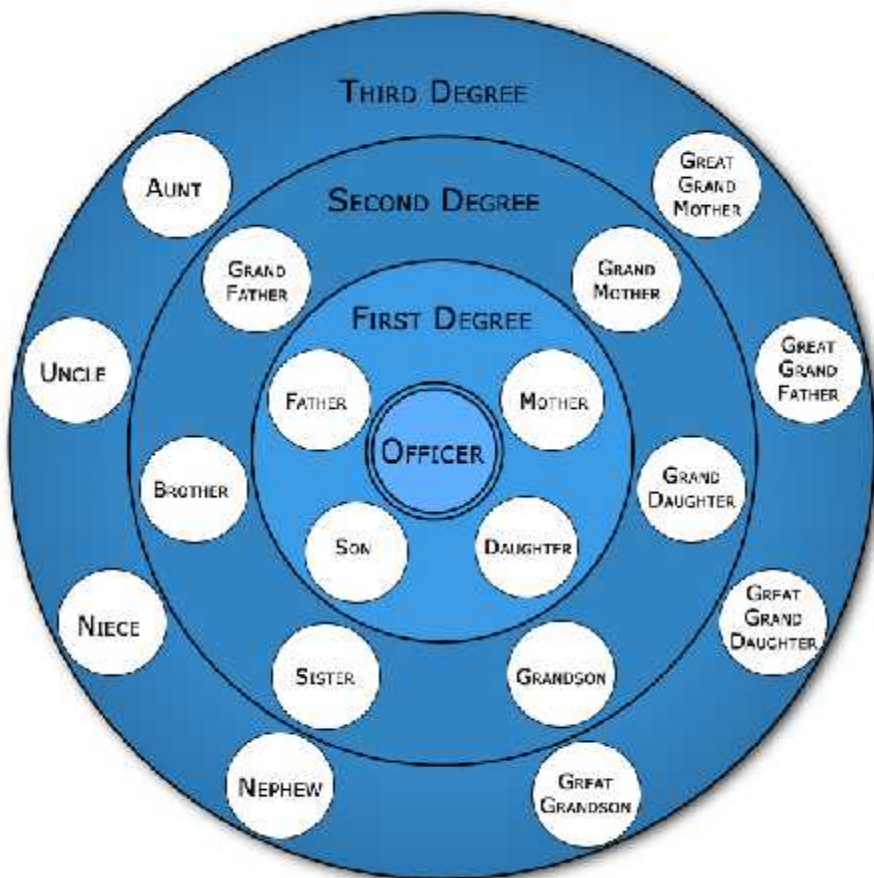 THIRD DEGREE
AUNT
GREAT
GRAND
MOTHER
SECOND DEGREE
GRAND
FATHER
GRAND
MOTHER
FIRST DEGREE
UNCLE
GREAT
GRAND
FATHER
FATHER
MOTHER
OFFICER
BROTHER
GRAND
DAUGHTER
SON
DAUGHTER
NIECE
GREAT
GRAND
DAUGHTER
SISTER
GRANDSON
NEPHEW
GREAT
GRANDSON